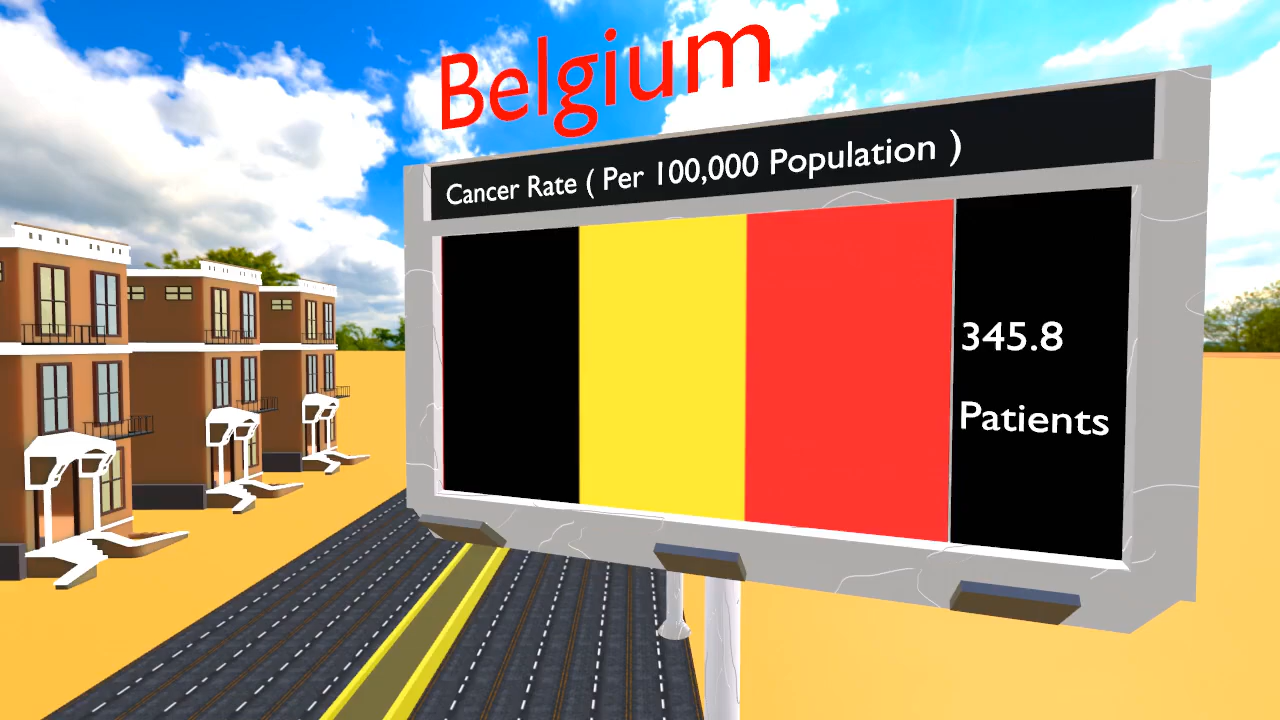 Belgium
Cancer Rate ( Per 100,000 Population )
345.8
Patients